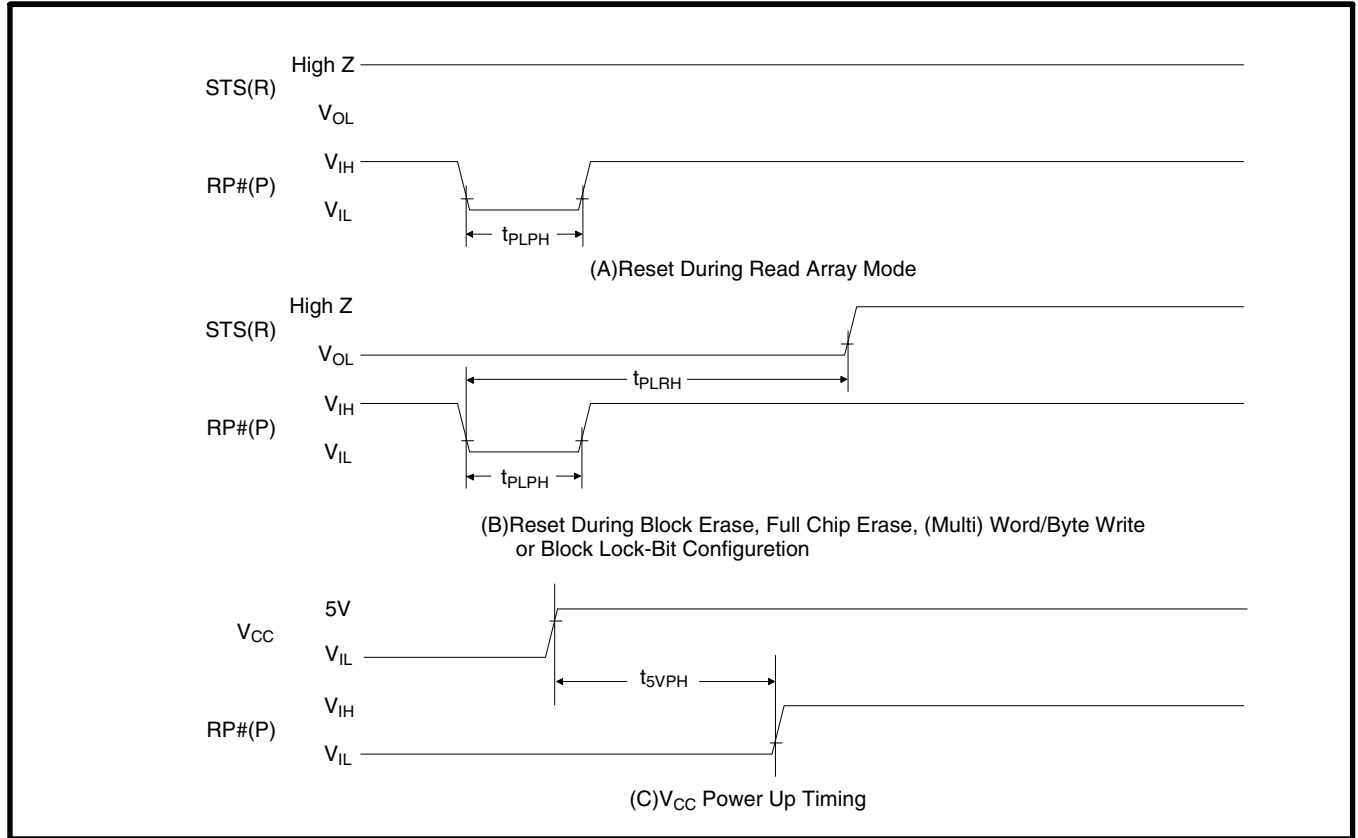 High Z
STS(R)
VOL
VIH
RP#(P)
VIL
tPLPH
(A)Reset During Read Array Mode
High Z
STS(R)
VOL
tPLRH
VIH
RP#(P)
VIL
tPLPH
(B)Reset During Block Erase, Full Chip Erase, (Multi) Word/Byte Write
or Block Lock-Bit Configuretion
5V
VCC
VIL
t5VPH
VIH
RP#(P)
VIL
(C)VCC Power Up Timing